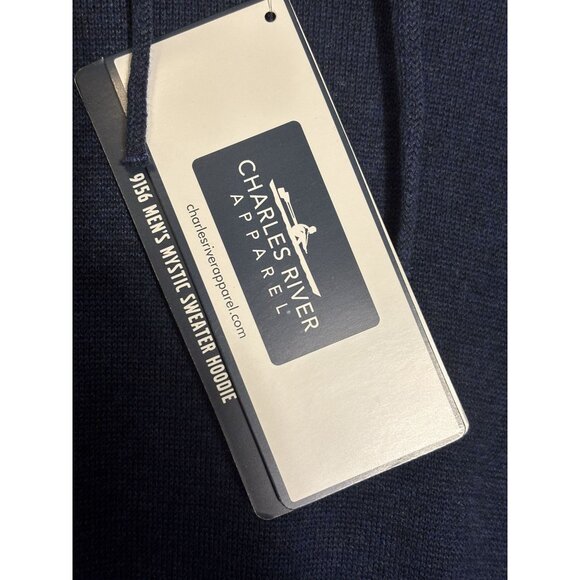 CHARLES RIVER
APPAREL®
charlesriverapparel.com
9156 MEN'S MYSTIC SWEATER HOODIE